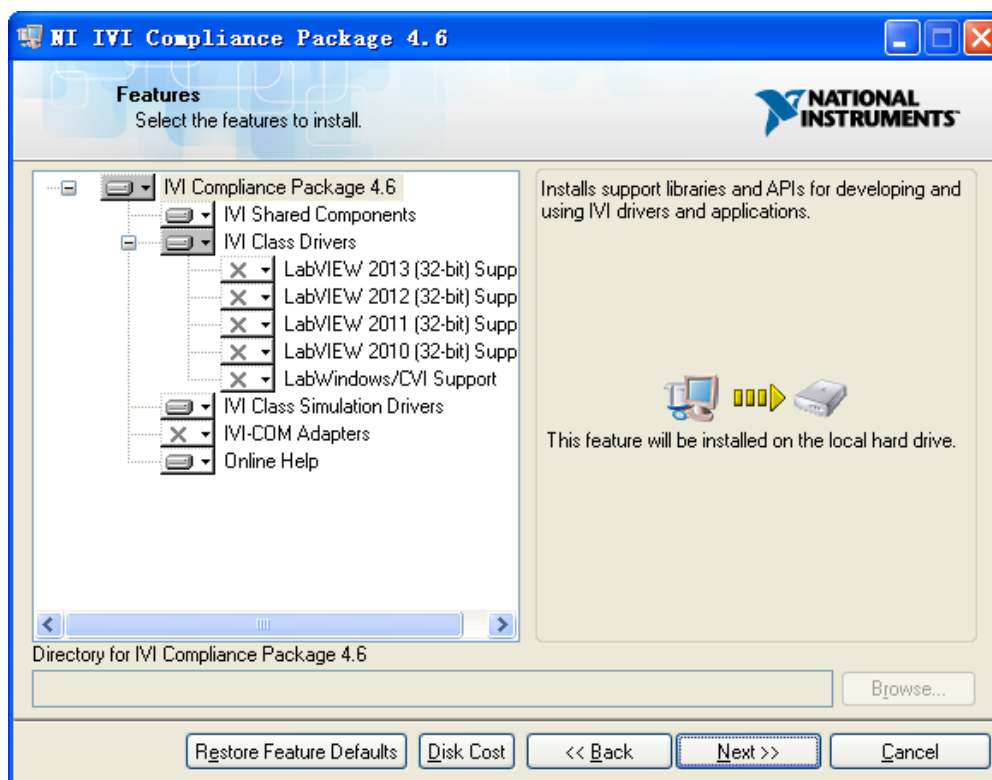 NI IVI Compliance Package 4.6
Features
Select the features to install.
NATIONAL
INSTRUMENTS™
IVI Compliance Package 4.6
IVI Shared Components
IVI Class Drivers
LabVIEW 2013 (32-bit) Supp
LabVIEW 2012 (32-bit) Supp
LabVIEW 2011 (32-bit) Supp
LabVIEW 2010 (32-bit) Supp
LabWindows/CVI Support
IVI Class Simulation Drivers
IVI-COM Adapters
Online Help
Installs support libraries and APIs for developing and
using IVI drivers and applications.
This feature will be installed on the local hard drive.
Directory for IVI Compliance Package 4.6
Browse...
Restore Feature Defaults
Disk Cost
<< Back
Next >>
Cancel